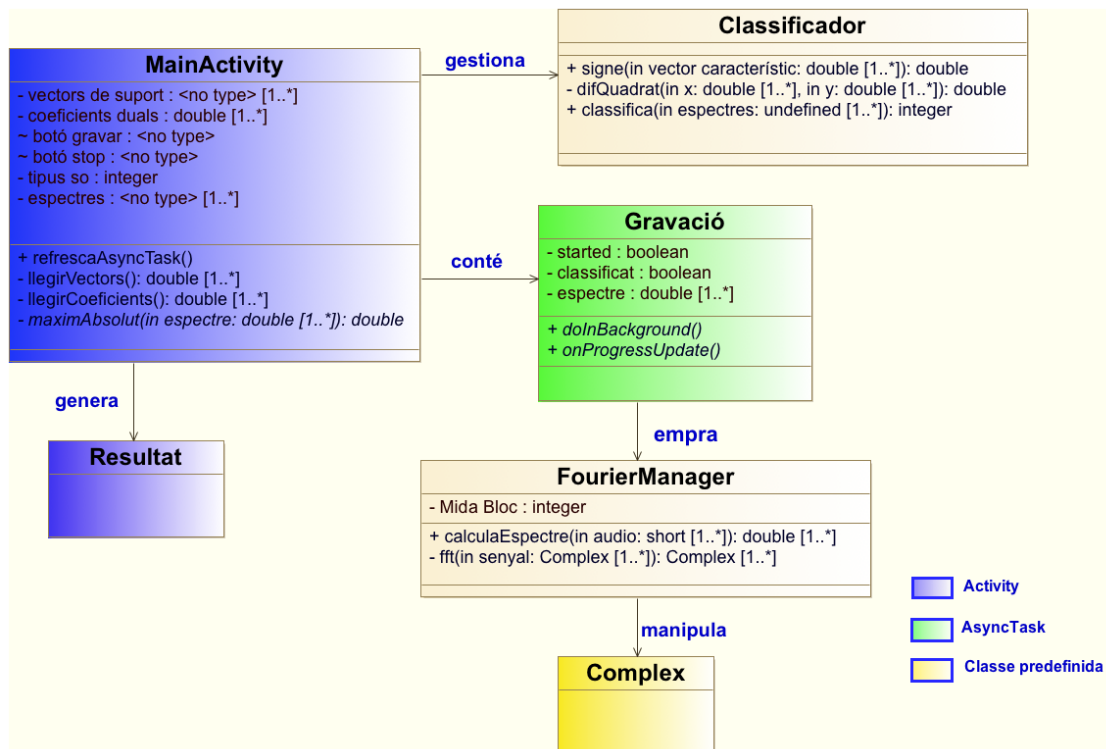 MainActivity
- vectors de suport : <no type> [1..*]
- coeficients duals : double [1..*]
~ botó gravar : <no type>
~ botó stop : <no type>
- tipus so : integer
- espectres : <no type> [1..*]
+ refrescaAsyncTask()
- llegirVectors(): double [1..*]
- llegirCoeficients(): double [1..*]
- maximAbsolut(in espectre: double [1..*]): double
gestiona
Classificador
+ signe(in vector característic: double [1..*]): double
- difQuadrat(in x: double [1..*], in y: double [1..*]): double
+ classifica(in espectres: undefined [1..*]): integer
conté
Gravació
- started : boolean
- classificat : boolean
- espectre : double [1..*]
+ doInBackground()
+ onProgressUpdate()
genera
Resultat
empra
FourierManager
- Mida Bloc : integer
+ calculaEspectre(in audio: short [1..*]): double [1..*]
- fft(in senyal: Complex [1..*]): Complex [1..*]
manipula
Complex
Activity
AsyncTask
Classe predefinida